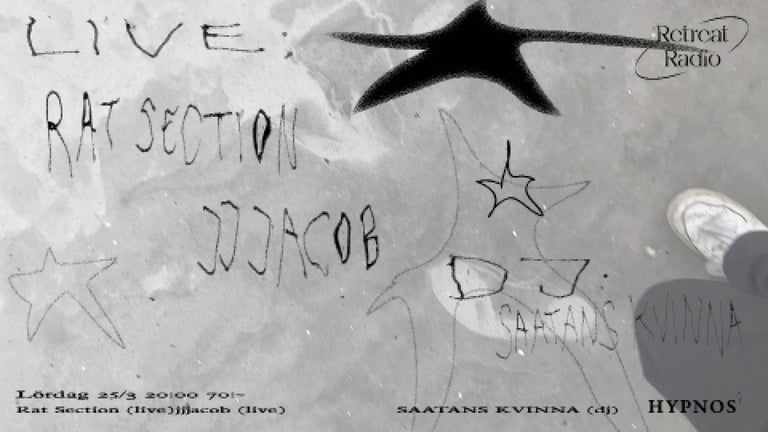 LIVE:
Retreat
Radio
RAT SECTION
JJJACOB
DJ:
SAATANS KVINNA
Lördag 25/3 20:00 70:-
Rat Section (live)jjjacob (live)
SAATANS KVINNA (dj)
HYPNOS